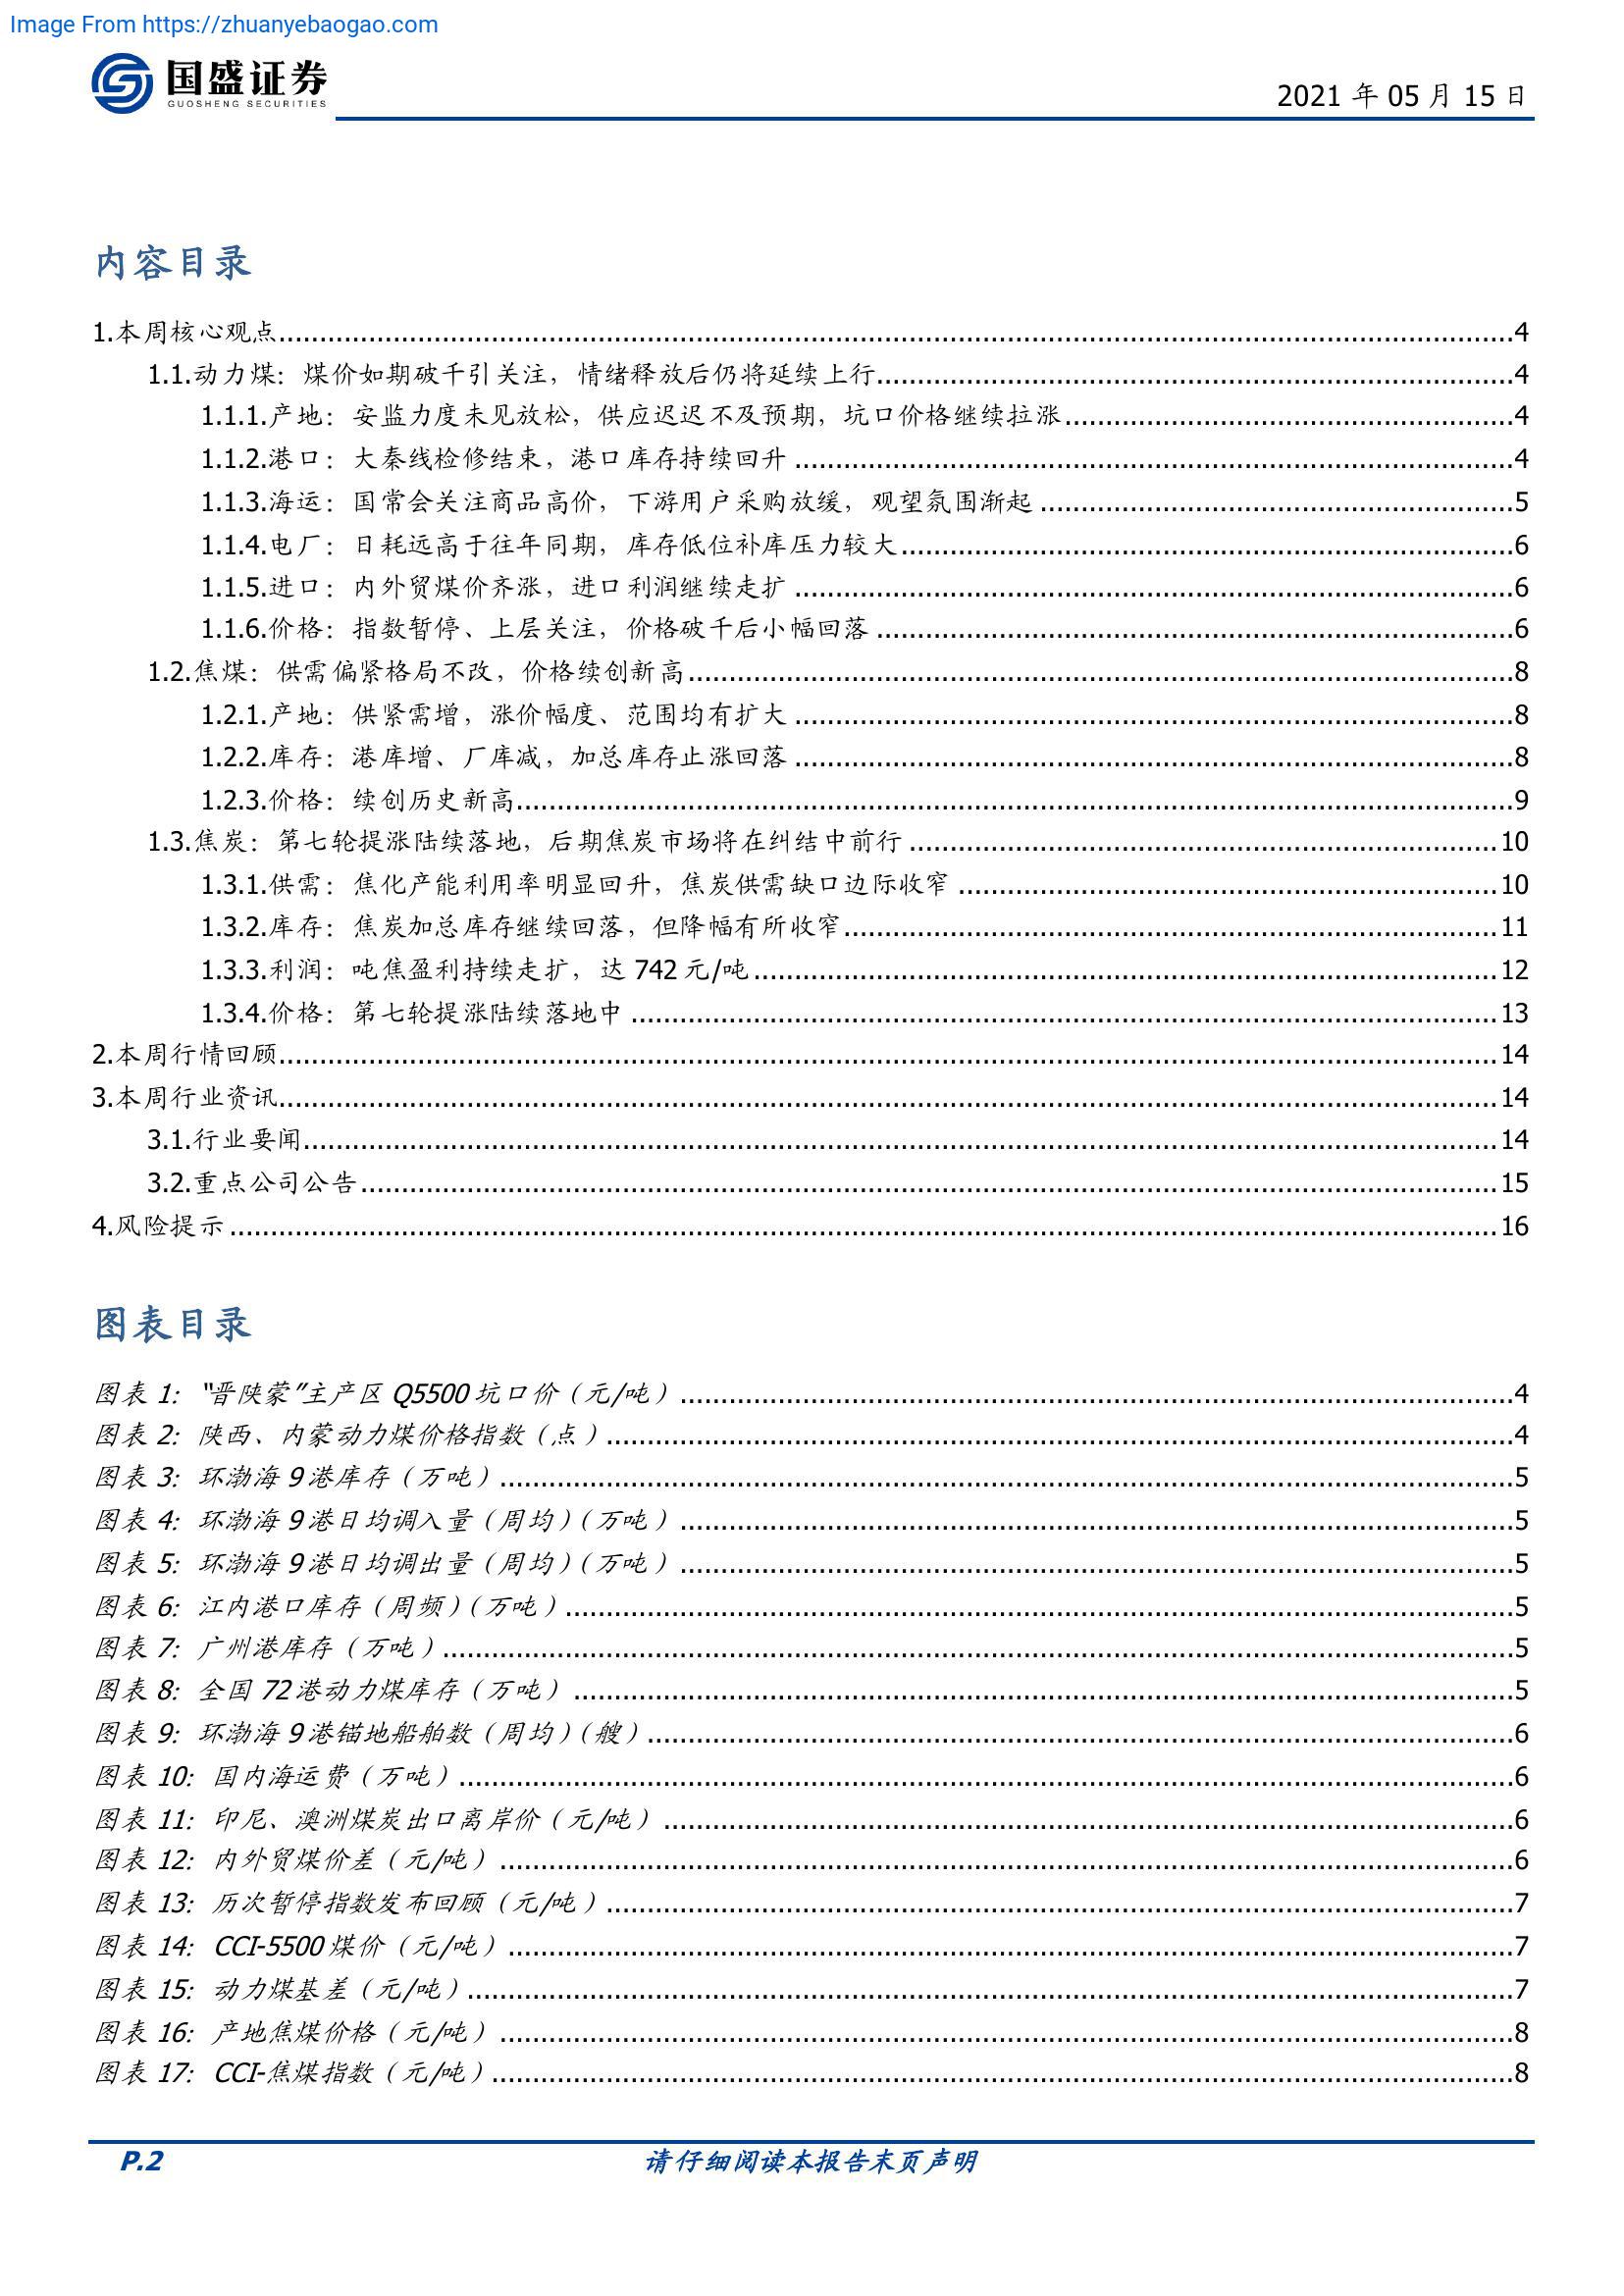 Image From https://zhuanyebaogao.com
国盛证券
GUOSHENG SECURITIES
2021 年 05 月 15 日
内容目录
1.本周核心观点 4
1.1.动力煤：煤价如期破千引关注，情绪释放后仍将延续上行 4
1.1.1.产地：安监力度未见放松，供应迟迟不及预期，坑口价格继续拉涨 4
1.1.2.港口：大秦线检修结束，港口库存持续回升 4
1.1.3.海运：国常会关注商品高价，下游用户采购放缓，观望氛围渐起 5
1.1.4.电厂：日耗远高于往年同期，库存低位补库压力较大 6
1.1.5.进口：内外贸煤价齐涨，进口利润继续走扩 6
1.1.6.价格：指数暂停、上层关注，价格破千后小幅回落 6
1.2.焦煤：供需偏紧格局不改，价格续创新高 8
1.2.1.产地：供紧需增，涨价幅度、范围均有扩大 8
1.2.2.库存：港库增、厂库减，加总库存止涨回落 8
1.2.3.价格：续创历史新高 9
1.3.焦炭：第七轮提涨陆续落地，后期焦炭市场将在纠结中前行 10
1.3.1.供需：焦化产能利用率明显回升，焦炭供需缺口边际收窄 10
1.3.2.库存：焦炭加总库存继续回落，但降幅有所收窄 11
1.3.3.利润：吨焦盈利持续走扩，达 742 元/吨 12
1.3.4.价格：第七轮提涨陆续落地中 13
2.本周行情回顾 14
3.本周行业资讯 14
3.1.行业要闻 14
3.2.重点公司公告 15
4.风险提示 16
图表目录
图表 1：“晋陕蒙”主产区 Q5500 坑口价（元/吨） 4
图表 2：陕西、内蒙动力煤价格指数（点） 4
图表 3：环渤海 9 港库存（万吨） 5
图表 4：环渤海 9 港日均调入量（周均）（万吨） 5
图表 5：环渤海 9 港日均调出量（周均）（万吨） 5
图表 6：江内港口库存（周频）（万吨） 5
图表 7：广州港库存（万吨） 5
图表 8：全国 72 港动力煤库存（万吨） 5
图表 9：环渤海 9 港锚地船舶数（周均）（艘） 6
图表 10：国内海运费（万吨） 6
图表 11：印尼、澳洲煤炭出口离岸价（元/吨） 6
图表 12：内外贸煤价差（元/吨） 6
图表 13：历次暂停指数发布回顾（元/吨） 7
图表 14：CCI-5500 煤价（元/吨） 7
图表 15：动力煤基差（元/吨） 7
图表 16：产地焦煤价格（元/吨） 8
图表 17：CCI-焦煤指数（元/吨） 8
P.2
请仔细阅读本报告末页声明